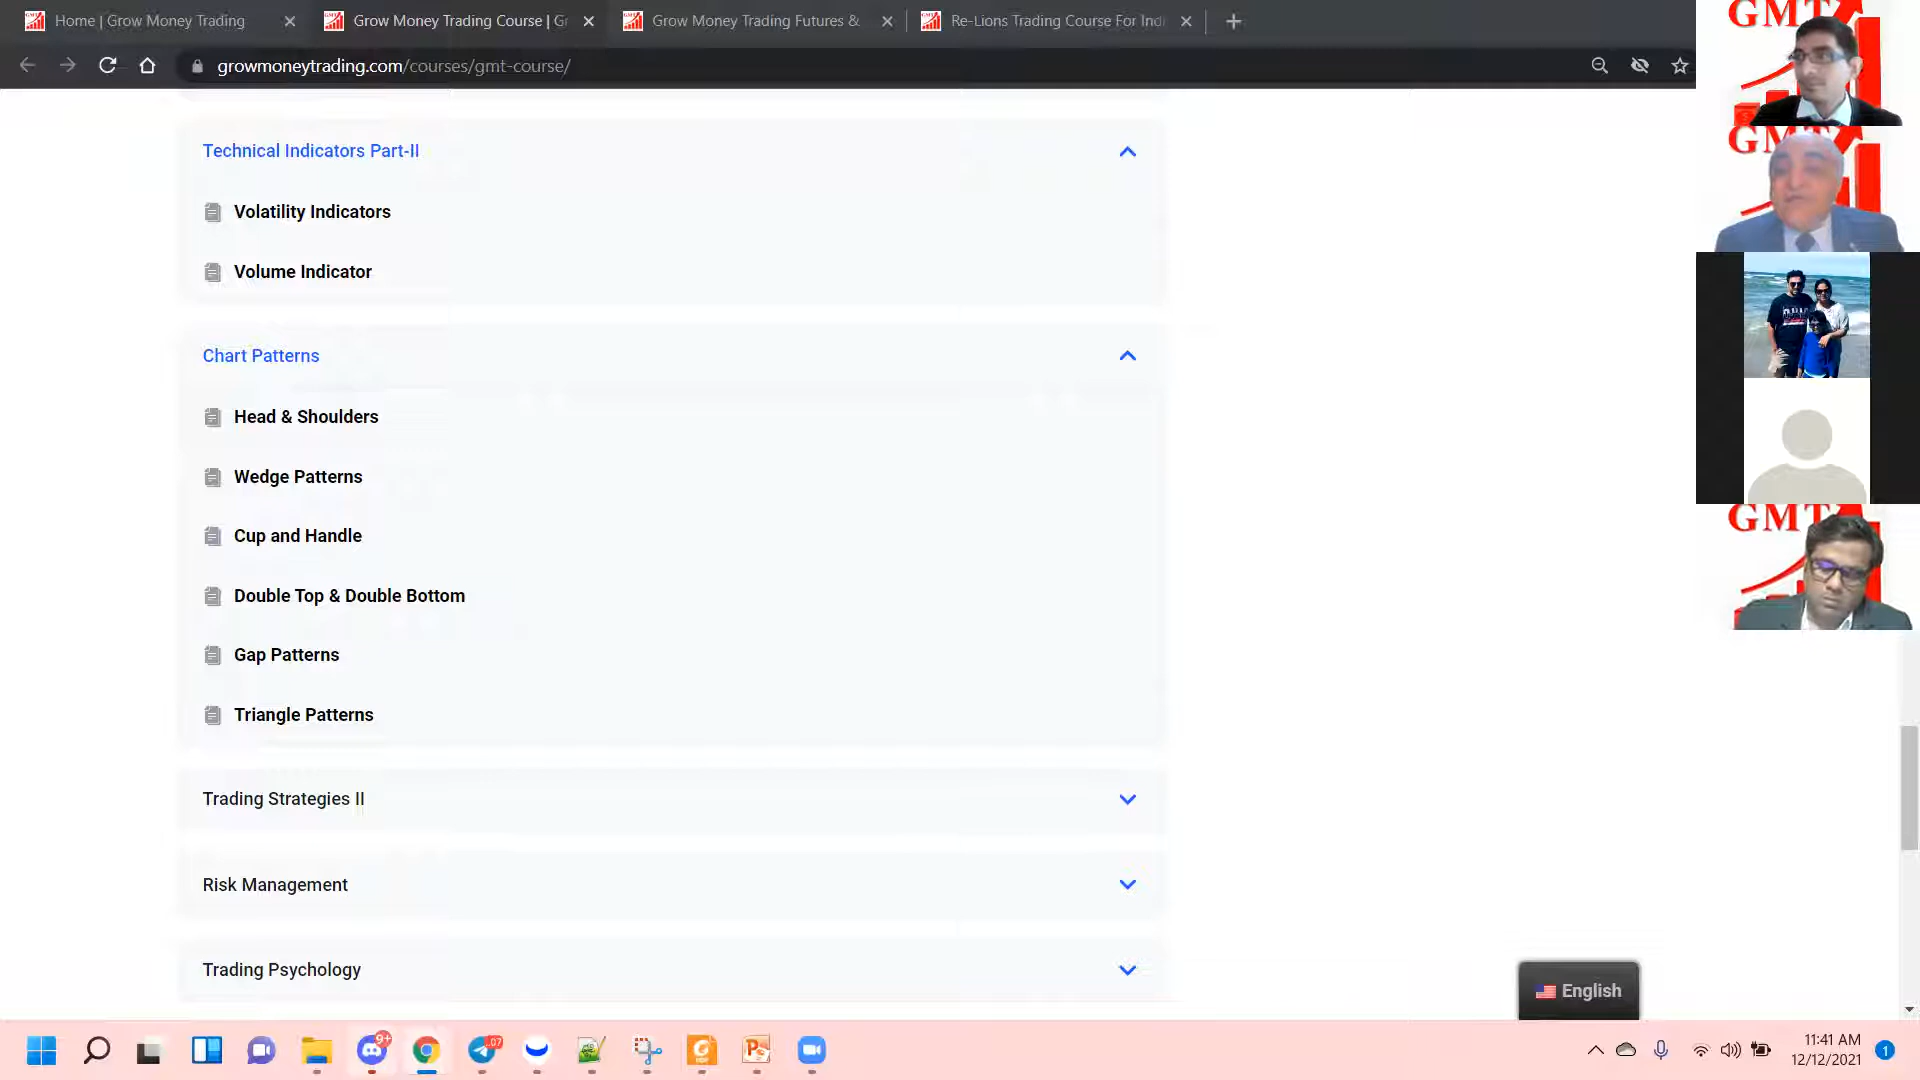 Home | Grow Money Trading
Grow Money Trading Course | Gr
Grow Money Trading Futures &
Re-Lions Trading Course For Indi
growmoneytrading.com/courses/gmt-course/
GMT
GMT
GMT
Technical Indicators Part-II
Volatility Indicators
Volume Indicator
Chart Patterns
Head & Shoulders
Wedge Patterns
Cup and Handle
Double Top & Double Bottom
Gap Patterns
Triangle Patterns
Trading Strategies II
Risk Management
Trading Psychology
English
9+
07
11:41 AM
12/12/2021
1